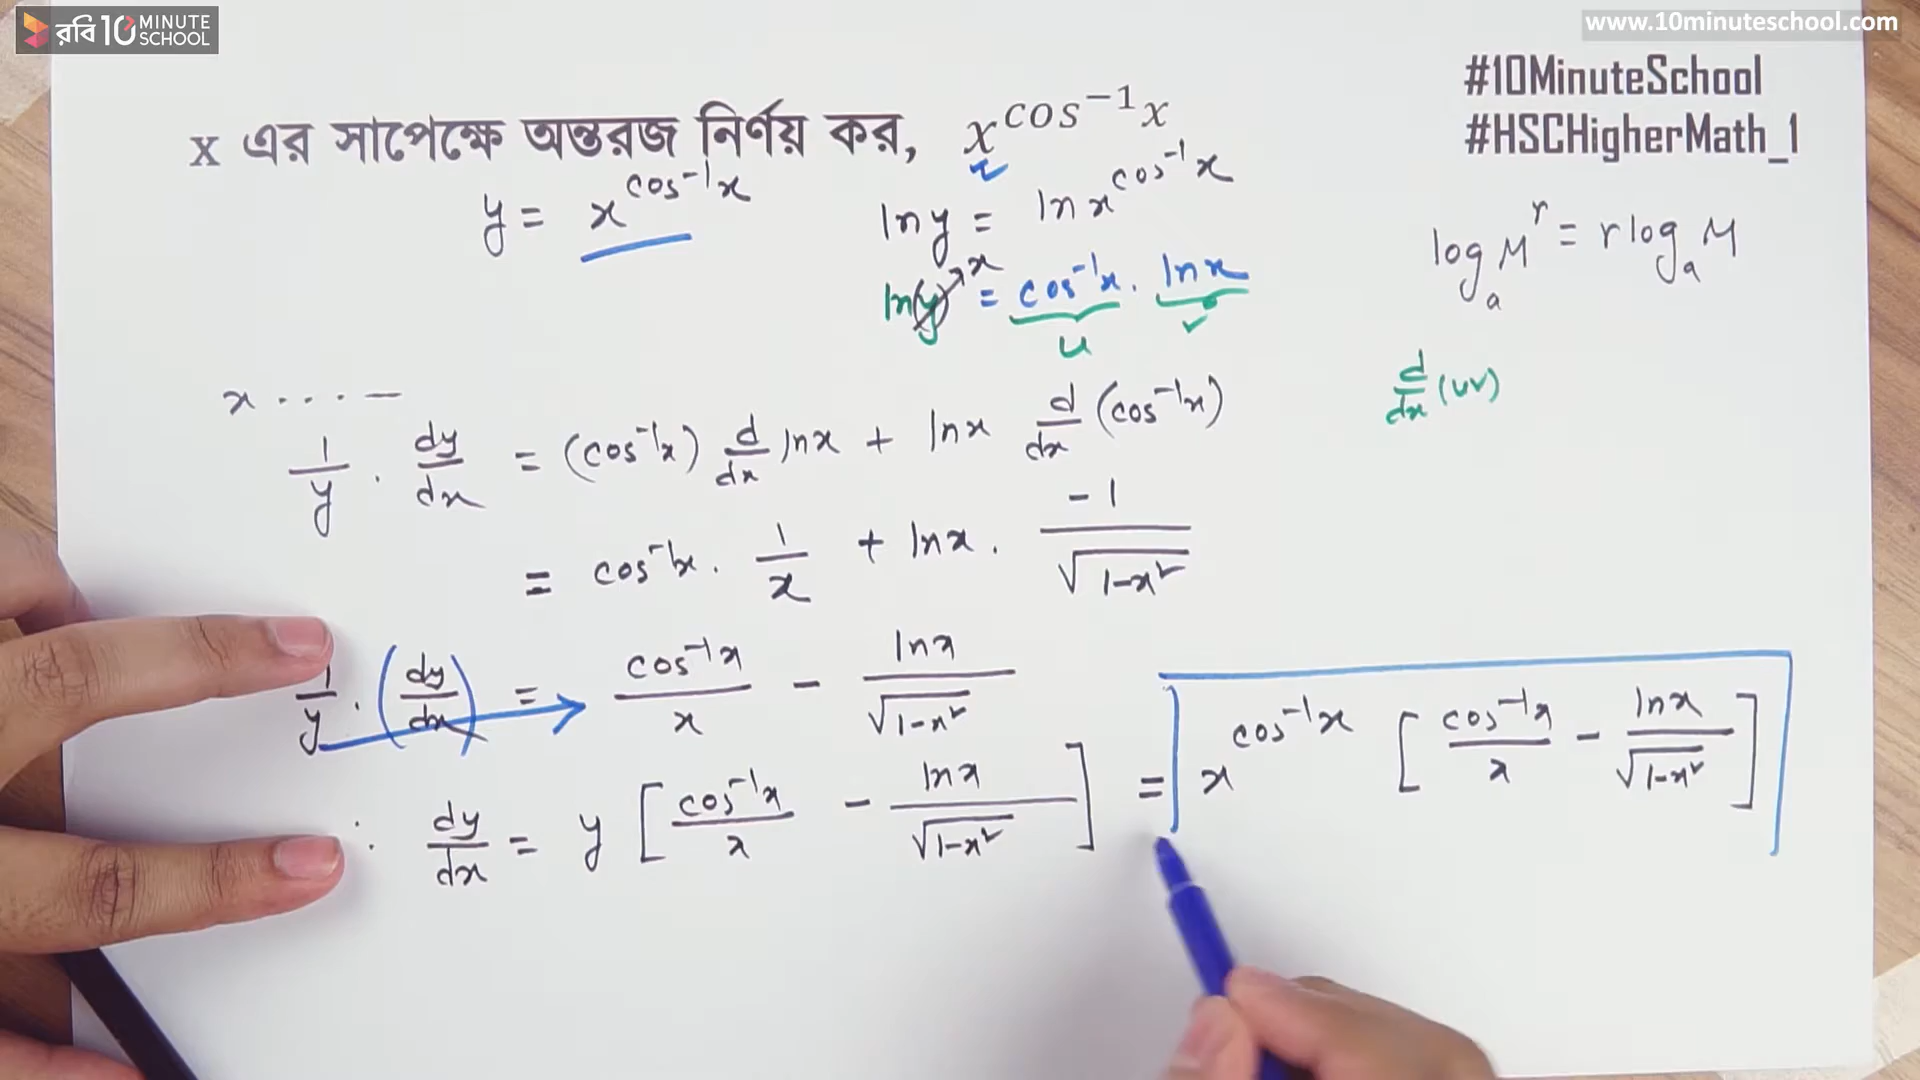 রবি 10 MINUTE SCHOOL
www.10minuteschool.com
#10MinuteSchool
#HSCHigherMath_1
x এর সাপেক্ষে অন্তরজ নির্ণয় কর, x^{cos^{-1}x}
y = x^{cos^{-1}x}
ln y = ln x^{cos^{-1}x}
log_a M^r = r log_a M
ln(y) x = cos^{-1}x . ln x
u v
d/dx (uv)
x .... —
1/y . dy/dx = (cos^{-1}x) d/dx ln x + ln x d/dx (cos^{-1}x)
= cos^{-1}x . 1/x + ln x . -1/√(1-x²)
1/y . (dy/dx) = cos^{-1}x/x - ln x/√(1-x²)
∴ dy/dx = y [cos^{-1}x/x - ln x/√(1-x²)] = x^{cos^{-1}x} [cos^{-1}x/x - ln x/√(1-x²)]